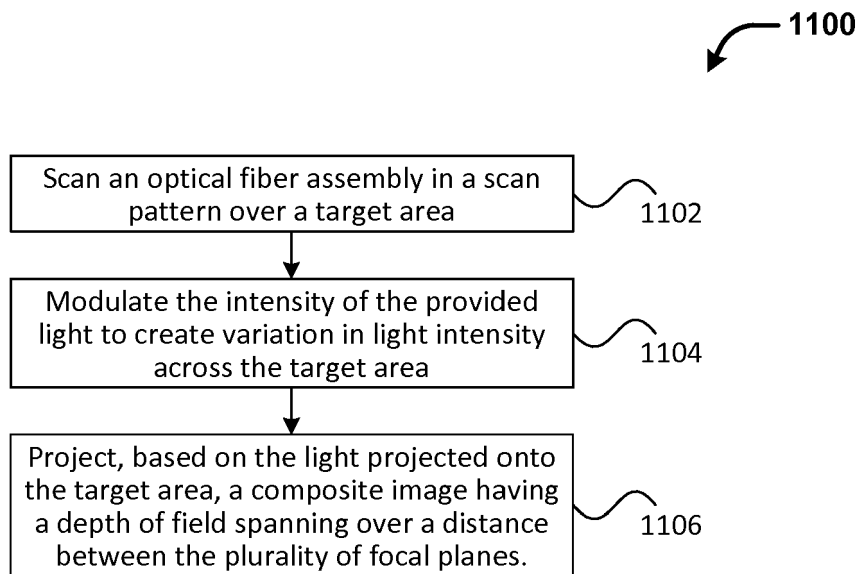 1100
Scan an optical fiber assembly in a scan
pattern over a target area
1102
Modulate the intensity of the provided
light to create variation in light intensity
across the target area
1104
Project, based on the light projected onto
the target area, a composite image having
a depth of field spanning over a distance
between the plurality of focal planes.
1106